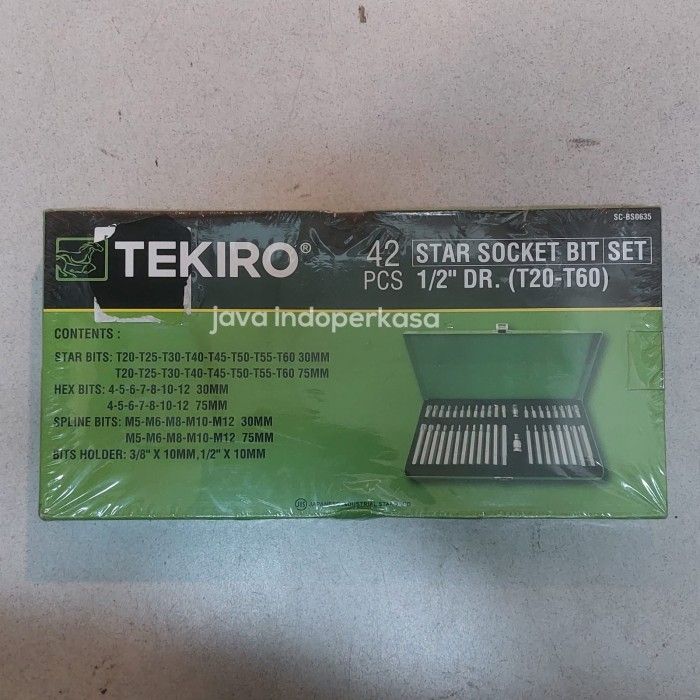 SC-BS0635
TEKIRO®
42 PCS
STAR SOCKET BIT SET
1/2" DR. (T20-T60)
java indoperkasa
CONTENTS :
STAR BITS: T20-T25-T30-T40-T45-T50-T55-T60 30MM
T20-T25-T30-T40-T45-T50-T55-T60 75MM
HEX BITS: 4-5-6-7-8-10-12 30MM
4-5-6-7-8-10-12 75MM
SPLINE BITS: M5-M6-M8-M10-M12 30MM
M5-M6-M8-M10-M12 75MM
BITS HOLDER: 3/8" X 10MM,1/2" X 10MM
JIS JAPANESE INDUSTRIAL STANDARD